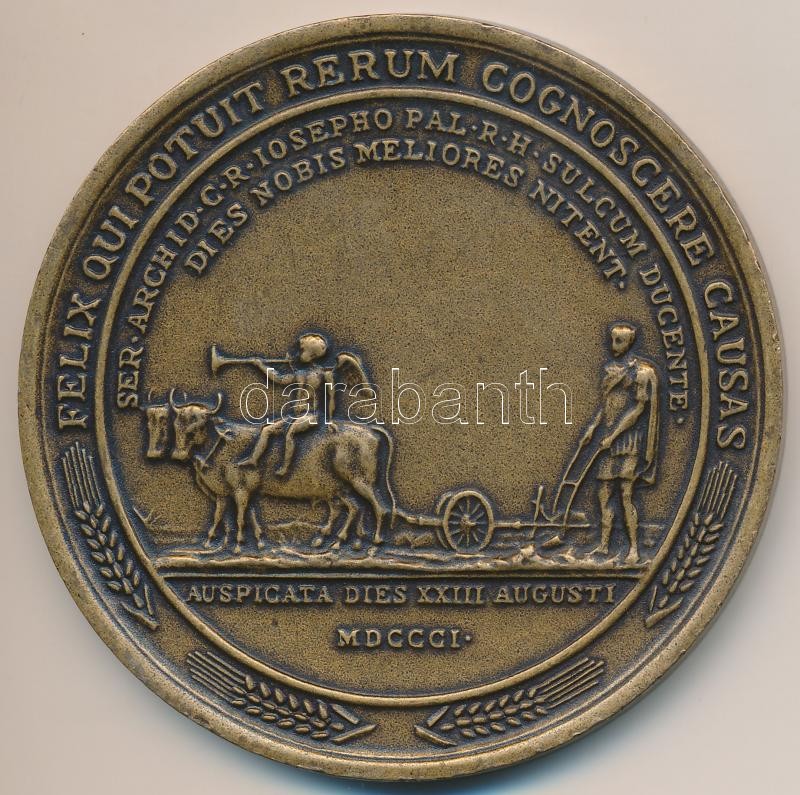 FELIX QUI POTUIT RERUM COGNOSCERE CAUSAS
SER·ARCHID·C·R·IOSEPHO PAL·R·H·SULCUM DUCENTE·
DIES NOBIS MELIORES NITENT·
darabanth
AUSPICATA DIES XXIII AUGUSTI
MDCCCI·